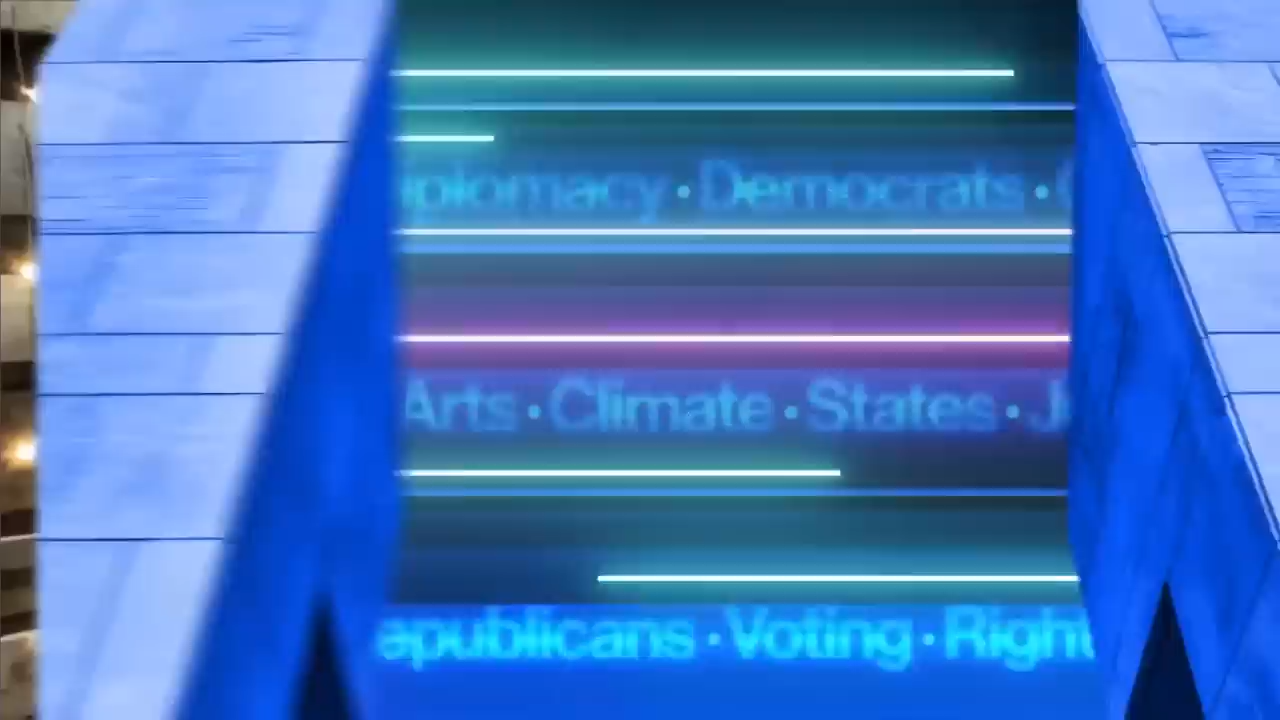 iplomacy · Democrats ·
Arts · Climate · States · J
epublicans · Voting · Right